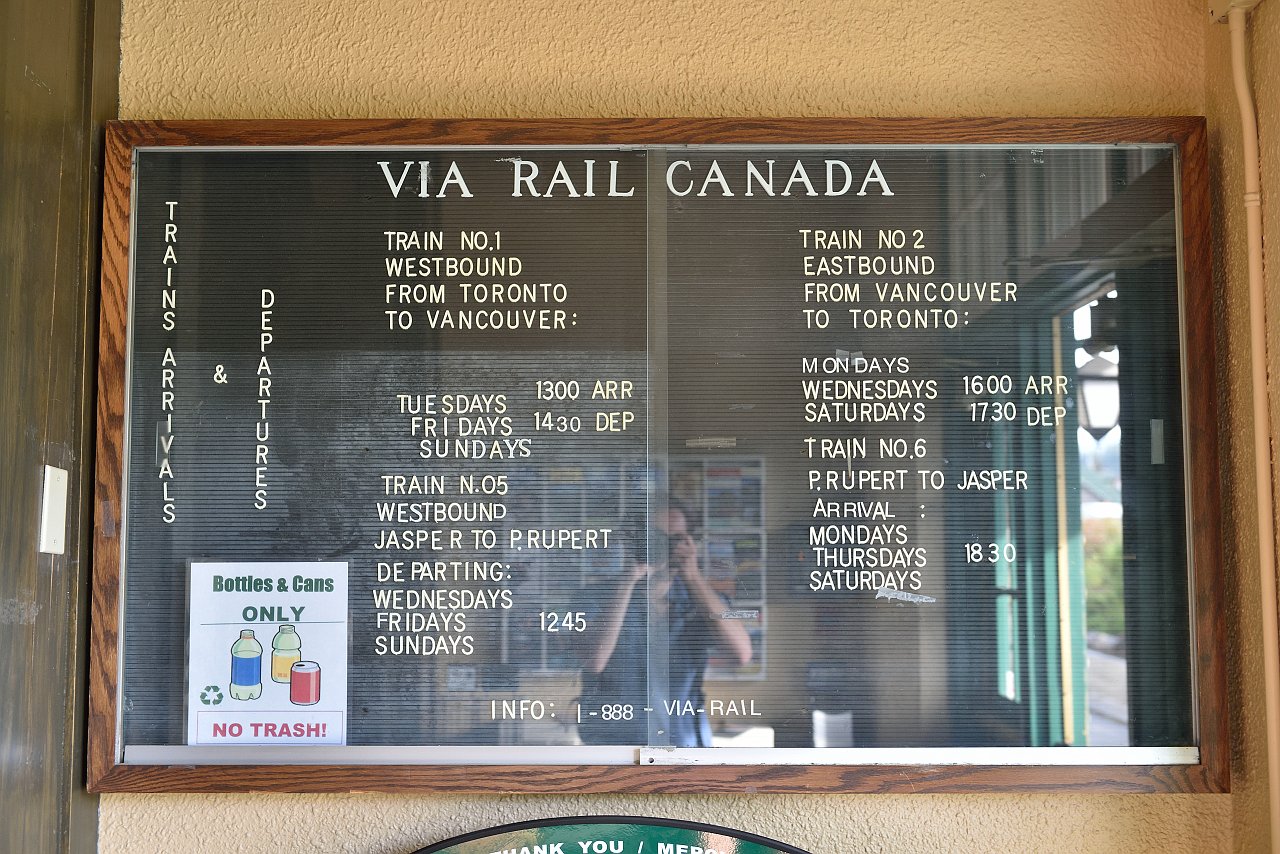 VIA RAIL CANADA
TRAINS ARRIVALS
&
DEPARTURES
TRAIN NO.1
WESTBOUND
FROM TORONTO
TO VANCOUVER:
1300 ARR
TUESDAYS
FRIDAYS 1430 DEP
SUNDAYS
TRAIN N.O5
WESTBOUND
JASPER TO P.RUPERT
DEPARTING:
WEDNESDAYS
FRIDAYS 1245
SUNDAYS
TRAIN NO 2
EASTBOUND
FROM VANCOUVER
TO TORONTO:
MONDAYS
WEDNESDAYS 1600 ARR
SATURDAYS 1730 DEP
TRAIN NO.6
P.RUPERT TO JASPER
ARRIVAL :
MONDAYS
THURSDAYS 1830
SATURDAYS
INFO: 1-888-VIA-RAIL
Bottles & Cans
ONLY
NO TRASH!
THANK YOU / MERCI